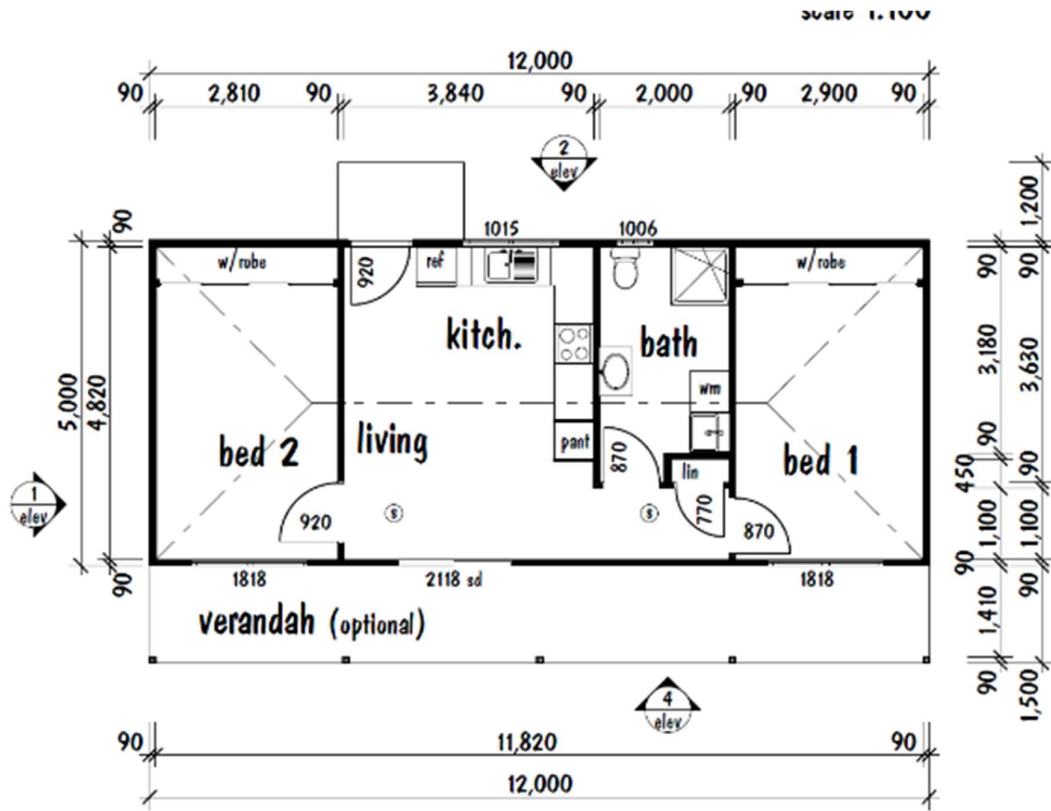 scale 1:100
12,000
90 2,810 90 3,840 90 2,000 90 2,900 90
2
elev
1,200
90
1015 1006
90 90
w/robe 920 ref w/robe
kitch. bath
3,180 3,630
5,000 4,820
wm
living
bed 2 pant 870 lin bed 1
90 450 90
1
elev
920 s s 770 870
1,100 1,100
90
90 1818 2118 sd 1818 90
verandah (optional)
1,410
4
elev
90 1,500
90 11,820 90
12,000